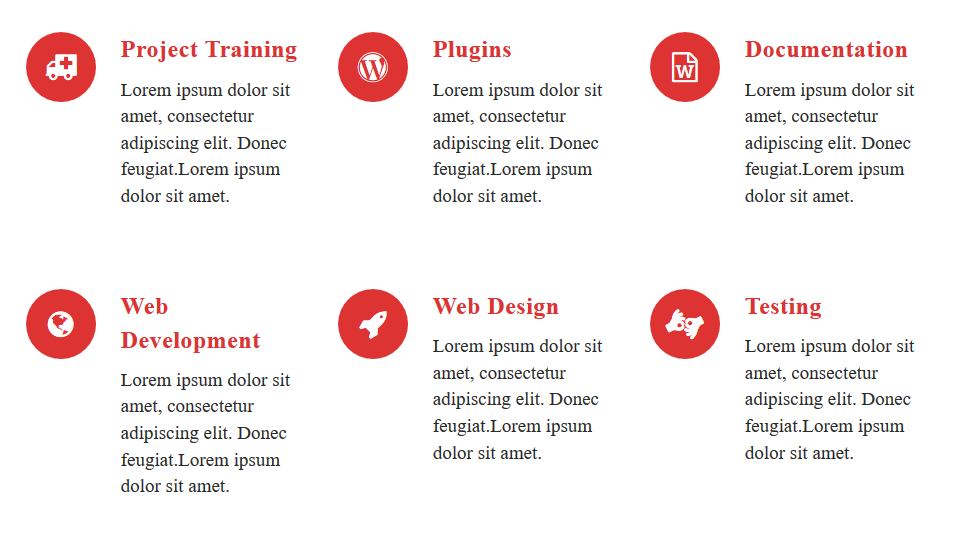 Project Training
Lorem ipsum dolor sit
amet, consectetur
adipiscing elit. Donec
feugiat.Lorem ipsum
dolor sit amet.
Plugins
Lorem ipsum dolor sit
amet, consectetur
adipiscing elit. Donec
feugiat.Lorem ipsum
dolor sit amet.
Documentation
Lorem ipsum dolor sit
amet, consectetur
adipiscing elit. Donec
feugiat.Lorem ipsum
dolor sit amet.
Web
Development
Lorem ipsum dolor sit
amet, consectetur
adipiscing elit. Donec
feugiat.Lorem ipsum
dolor sit amet.
Web Design
Lorem ipsum dolor sit
amet, consectetur
adipiscing elit. Donec
feugiat.Lorem ipsum
dolor sit amet.
Testing
Lorem ipsum dolor sit
amet, consectetur
adipiscing elit. Donec
feugiat.Lorem ipsum
dolor sit amet.